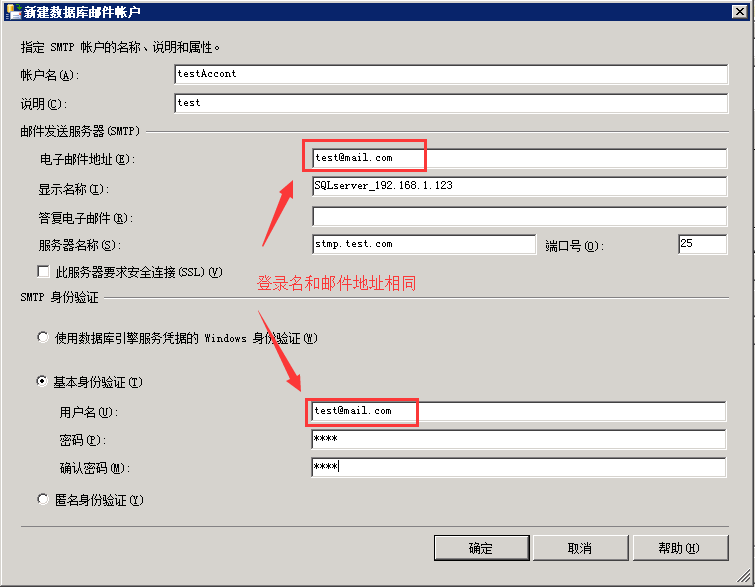 新建数据库邮件帐户
指定 SMTP 帐户的名称、说明和属性。
帐户名(A): testAccont
说明(C): test
邮件发送服务器(SMTP)
电子邮件地址(E): test@mail.com
显示名称(I): SQLserver_192.168.1.123
答复电子邮件(R):
服务器名称(S): stmp.test.com 端口号(O): 25
此服务器要求安全连接(SSL)(V)
登录名和邮件地址相同
SMTP 身份验证
使用数据库引擎服务凭据的 Windows 身份验证(W)
基本身份验证(T)
用户名(U): test@mail.com
密码(P): ****
确认密码(M): ****
匿名身份验证(Y)
确定 取消 帮助(H)